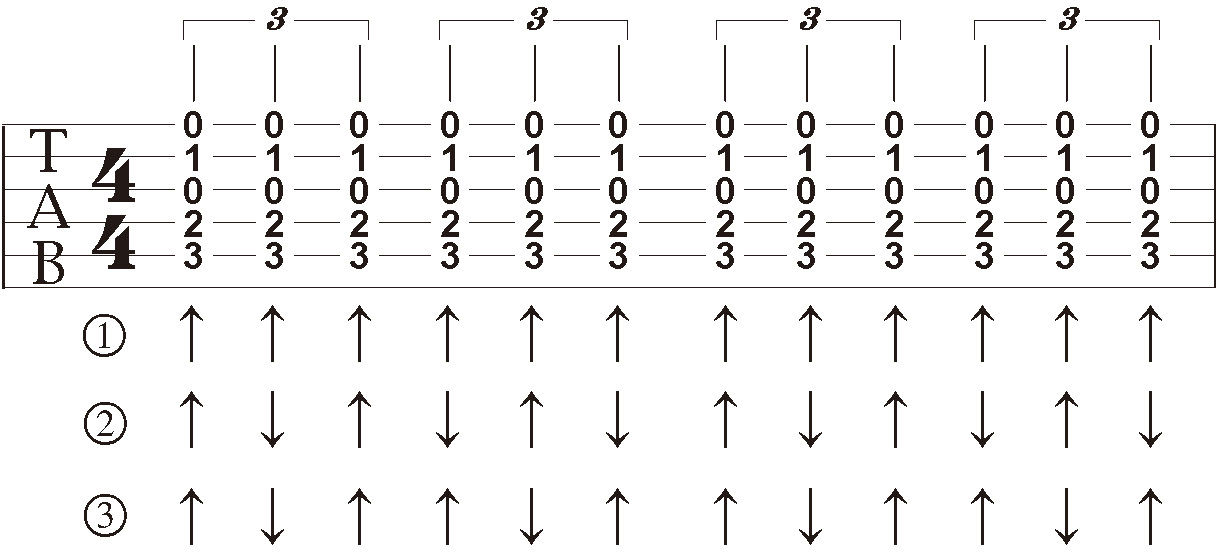 3 3 3 3
T 0 0 0 0 0 0 0 0 0 0 0 0
4 1 1 1 1 1 1 1 1 1 1 1 1
A 0 0 0 0 0 0 0 0 0 0 0 0
4 2 2 2 2 2 2 2 2 2 2 2 2
B 3 3 3 3 3 3 3 3 3 3 3 3
① ↑ ↑ ↑ ↑ ↑ ↑ ↑ ↑ ↑ ↑ ↑ ↑
② ↑ ↓ ↑ ↓ ↑ ↓ ↑ ↓ ↑ ↓ ↑ ↓
③ ↑ ↓ ↑ ↑ ↓ ↑ ↑ ↓ ↑ ↑ ↓ ↑